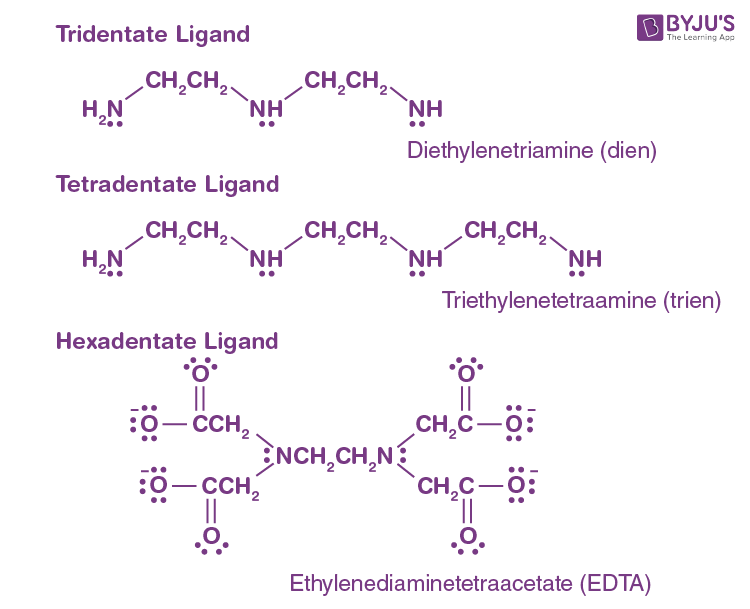 BYJU'S
The Learning App
Tridentate Ligand
CH₂CH₂ CH₂CH₂
H₂N NH NH
Diethylenetriamine (dien)
Tetradentate Ligand
CH₂CH₂ CH₂CH₂ CH₂CH₂
H₂N NH NH NH
Triethylenetetraamine (trien)
Hexadentate Ligand
O O
⁻O CCH₂ CH₂C O⁻
NCH₂CH₂N
⁻O CCH₂ CH₂C O⁻
O O
Ethylenediaminetetraacetate (EDTA)